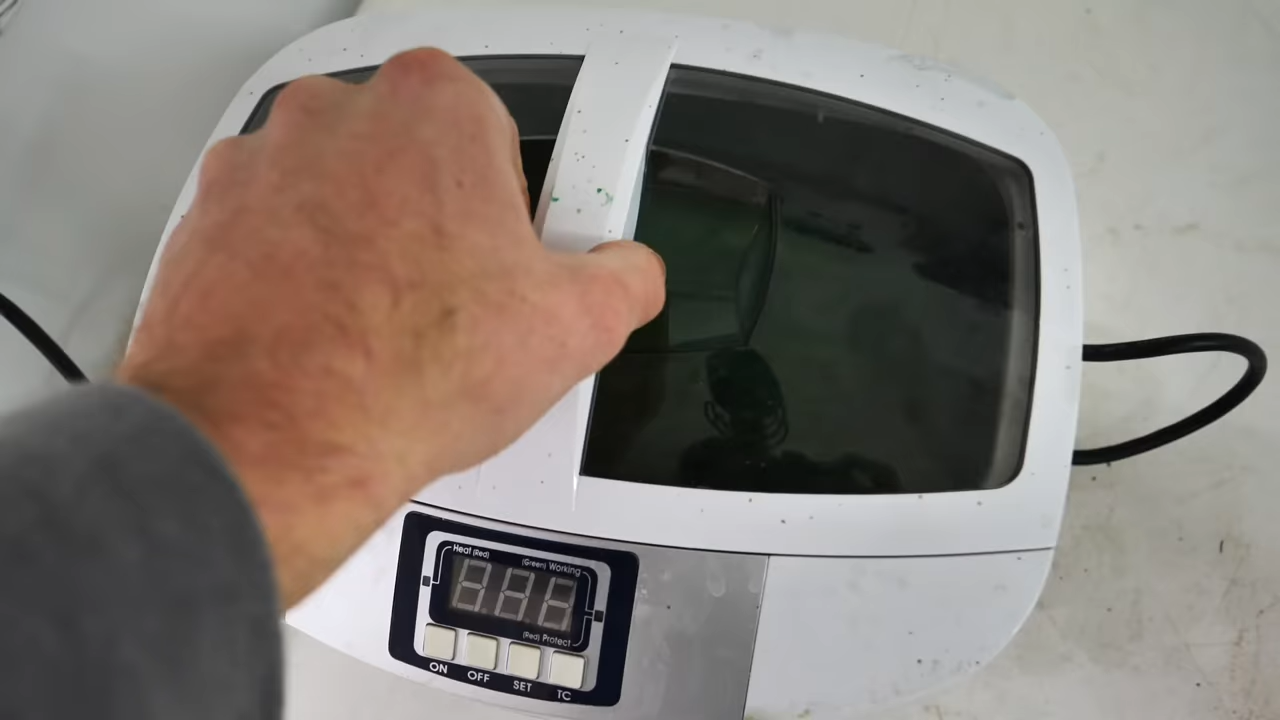 Heat (Red)
(Green) Working
(Red) Protect
ON OFF SET TC